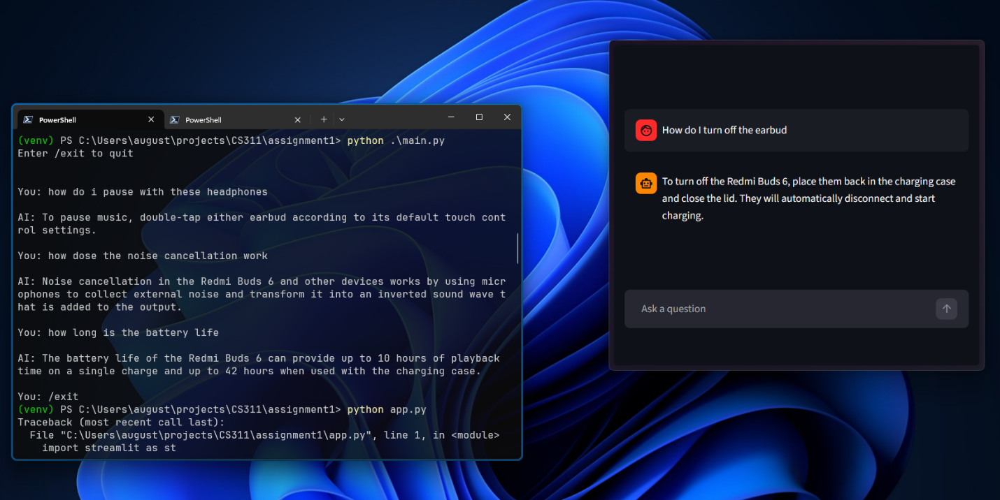 PowerShell
PowerShell
(venv) PS C:\Users\august\projects\CS311\assignment1> python .\main.py
Enter /exit to quit
You: how do i pause with these headphones
AI: To pause music, double-tap either earbud according to its default touch cont
rol settings.
You: how dose the noise cancellation work
AI: Noise cancellation in the Redmi Buds 6 and other devices works by using micr
ophones to collect external noise and transform it into an inverted sound wave t
hat is added to the output.
You: how long is the battery life
AI: The battery life of the Redmi Buds 6 can provide up to 10 hours of playback
time on a single charge and up to 42 hours when used with the charging case.
You: /exit
(venv) PS C:\Users\august\projects\CS311\assignment1> python app.py
Traceback (most recent call last):
File "C:\Users\august\projects\CS311\assignment1\app.py", line 1, in <module>
import streamlit as st
How do I turn off the earbud
To turn off the Redmi Buds 6, place them back in the charging case
and close the lid. They will automatically disconnect and start
charging.
Ask a question